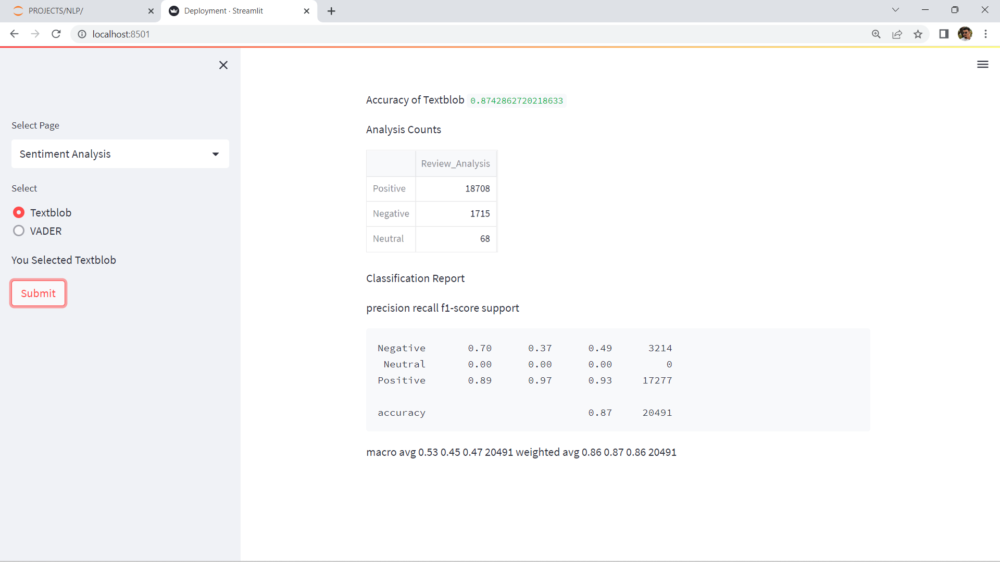 PROJECTS/NLP/
Deployment · Streamlit
localhost:8501
Select Page
Sentiment Analysis
Select
Textblob
VADER
You Selected Textblob
Submit
Accuracy of Textblob 0.8742862720218633
Analysis Counts
Review_Analysis
Positive 18708
Negative 1715
Neutral 68
Classification Report
precision recall f1-score support
Negative 0.70 0.37 0.49 3214
Neutral 0.00 0.00 0.00 0
Positive 0.89 0.97 0.93 17277
accuracy 0.87 20491
macro avg 0.53 0.45 0.47 20491 weighted avg 0.86 0.87 0.86 20491